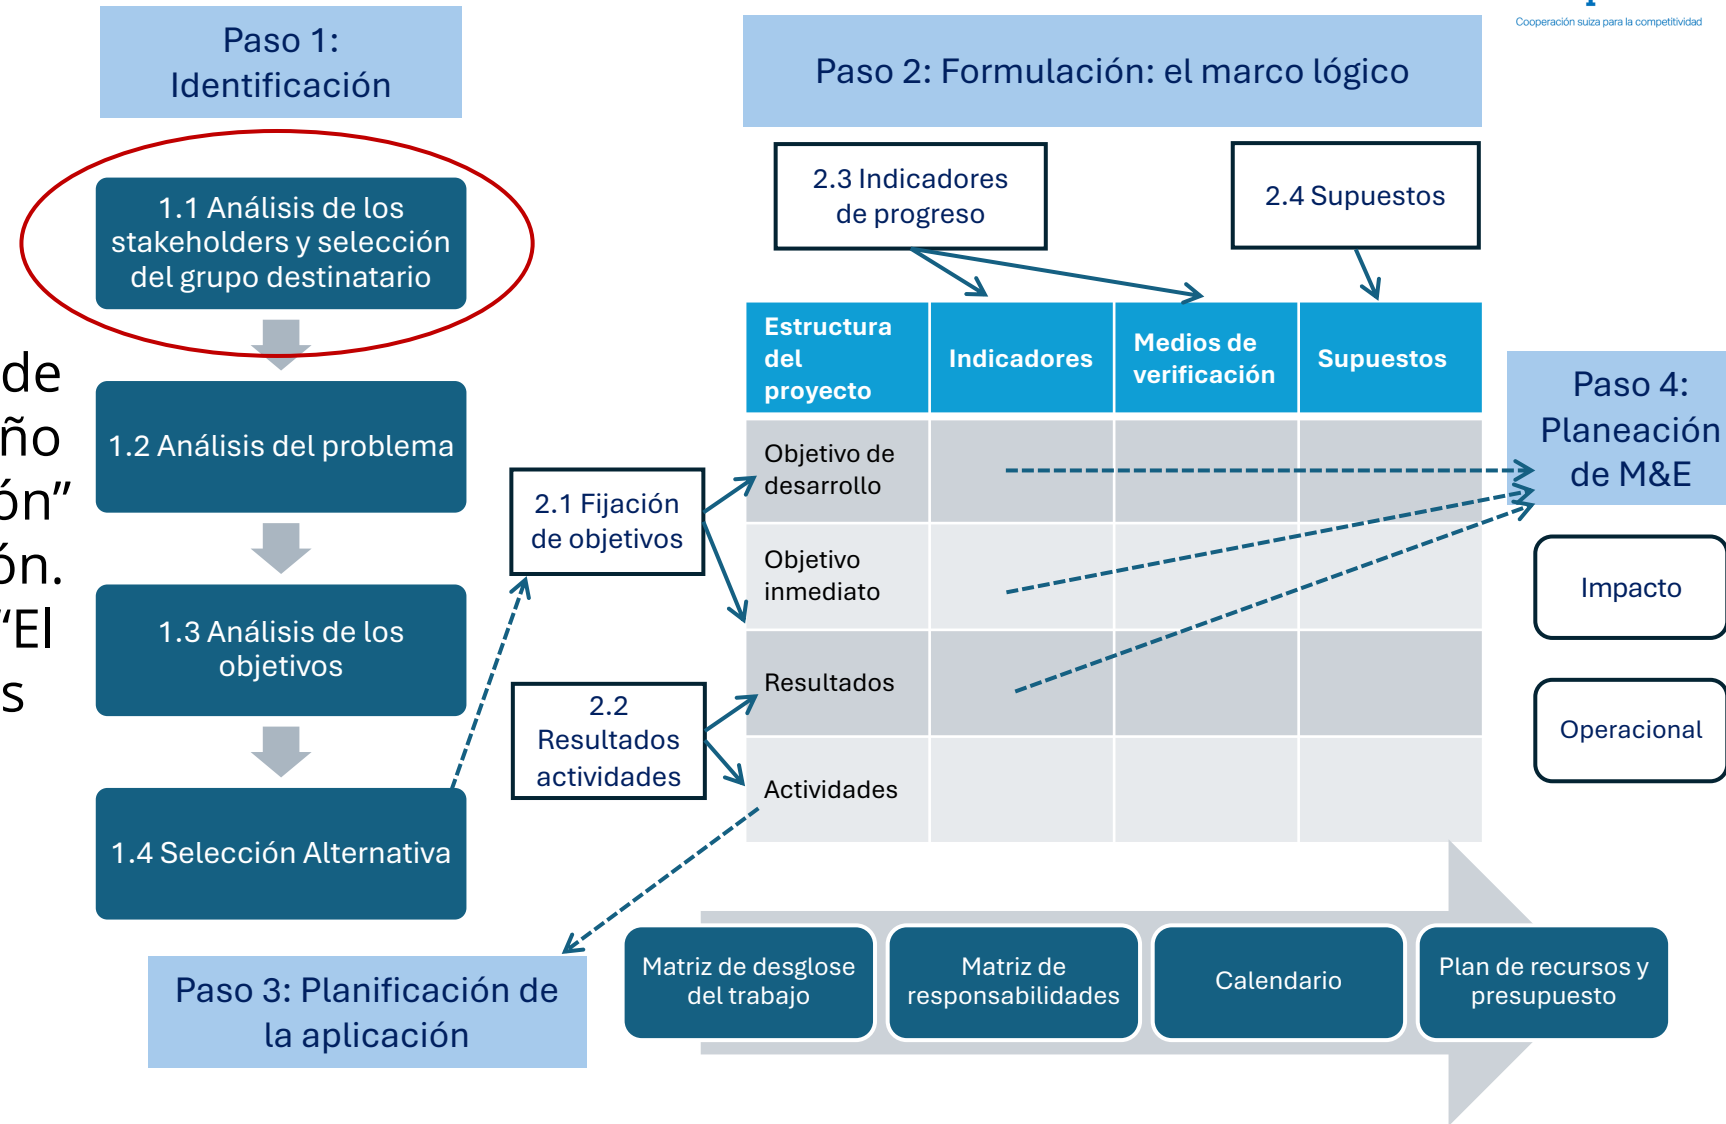 Cooperación suiza para la competitividad
Paso 1:
Identificación
Paso 2: Formulación: el marco lógico
1.1 Análisis de los
stakeholders y selección
del grupo destinatario
1.2 Análisis del problema
1.3 Análisis de los
objetivos
1.4 Selección Alternativa
de
ño
ón”
ón.
“El
s
2.3 Indicadores
de progreso
2.4 Supuestos
2.1 Fijación
de objetivos
2.2
Resultados
actividades
Estructura
del
proyecto
Indicadores
Medios de
verificación
Supuestos
Objetivo de
desarrollo
Objetivo
inmediato
Resultados
Actividades
Paso 4:
Planeación
de M&E
Impacto
Operacional
Paso 3: Planificación de
la aplicación
Matriz de desglose
del trabajo
Matriz de
responsabilidades
Calendario
Plan de recursos y
presupuesto